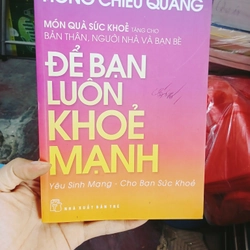 HỒNG CHIÊU QUANG
MÓN QUÀ SỨC KHOẺ TẶNG CHO
BẢN THÂN, NGƯỜI NHÀ VÀ BẠN BÈ
ĐỂ BẠN
LUÔN
KHOẺ
MẠNH
Yêu Sinh Mạng - Cho Bạn Sức Khoẻ
NHÀ XUẤT BẢN TRẺ